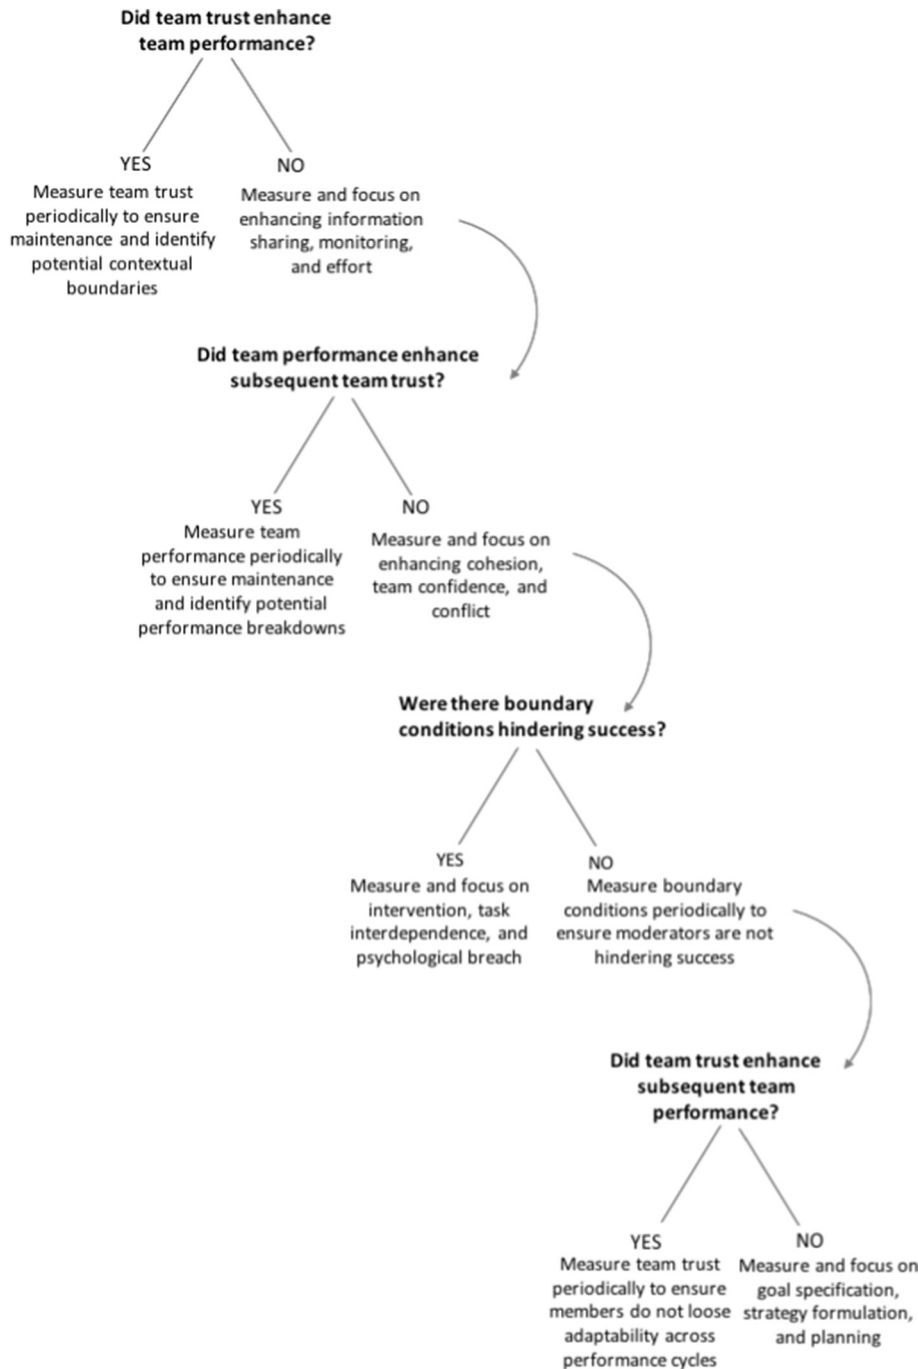 Did team trust enhance
team performance?
YES
Measure team trust
periodically to ensure
maintenance and identify
potential contextual
boundaries
NO
Measure and focus on
enhancing information
sharing, monitoring,
and effort
Did team performance enhance
subsequent team trust?
YES
Measure team
performance periodically
to ensure maintenance
and identify potential
performance breakdowns
NO
Measure and focus on
enhancing cohesion,
team confidence, and
conflict
Were there boundary
conditions hindering success?
YES
Measure and focus on
intervention, task
interdependence, and
psychological breach
NO
Measure boundary
conditions periodically to
ensure moderators are not
hindering success
Did team trust enhance
subsequent team
performance?
YES
Measure team trust
periodically to ensure
members do not loose
adaptability across
performance cycles
NO
Measure and focus on
goal specification,
strategy formulation,
and planning